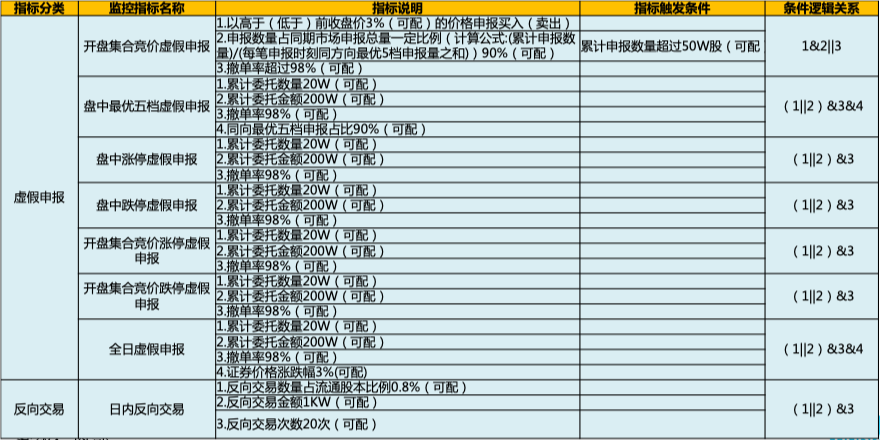 指标分类 监控指标名称 指标说明 指标触发条件 条件逻辑关系
虚假申报
开盘集合竞价虚假申报
1.以高于（低于）前收盘价3%（可配）的价格申报买入（卖出）
2.申报数量占同期市场申报总量一定比例（计算公式:(累计申报数
量)/(每笔申报时刻同方向最优5档申报量之和)）90%（可配）
3.撤单率超过98%（可配）
累计申报数量超过50W股（可配
1&2||3
盘中最优五档虚假申报
1.累计委托数量20W（可配）
2.累计委托金额200W（可配）
3.撤单率98%（可配）
4.同向最优五档申报占比90%（可配）
（1||2）&3&4
盘中涨停虚假申报
1.累计委托数量20W（可配）
2.累计委托金额200W（可配）
3.撤单率98%（可配）
（1||2）&3
盘中跌停虚假申报
1.累计委托数量20W（可配）
2.累计委托金额200W（可配）
3.撤单率98%（可配）
（1||2）&3
开盘集合竞价涨停虚假
申报
1.累计委托数量20W（可配）
2.累计委托金额200W（可配）
3.撤单率98%（可配）
（1||2）&3
开盘集合竞价跌停虚假
申报
1.累计委托数量20W（可配）
2.累计委托金额200W（可配）
3.撤单率98%（可配）
（1||2）&3
全日虚假申报
1.累计委托数量20W（可配）
2.累计委托金额200W（可配）
3.撤单率98%（可配）
4.证券价格涨跌幅3%(可配)
（1||2）&3&4
反向交易
日内反向交易
1.反向交易数量占流通股本比例0.8%（可配）
2.反向交易金额1KW（可配）
3.反向交易次数20次（可配）
（1||2）&3